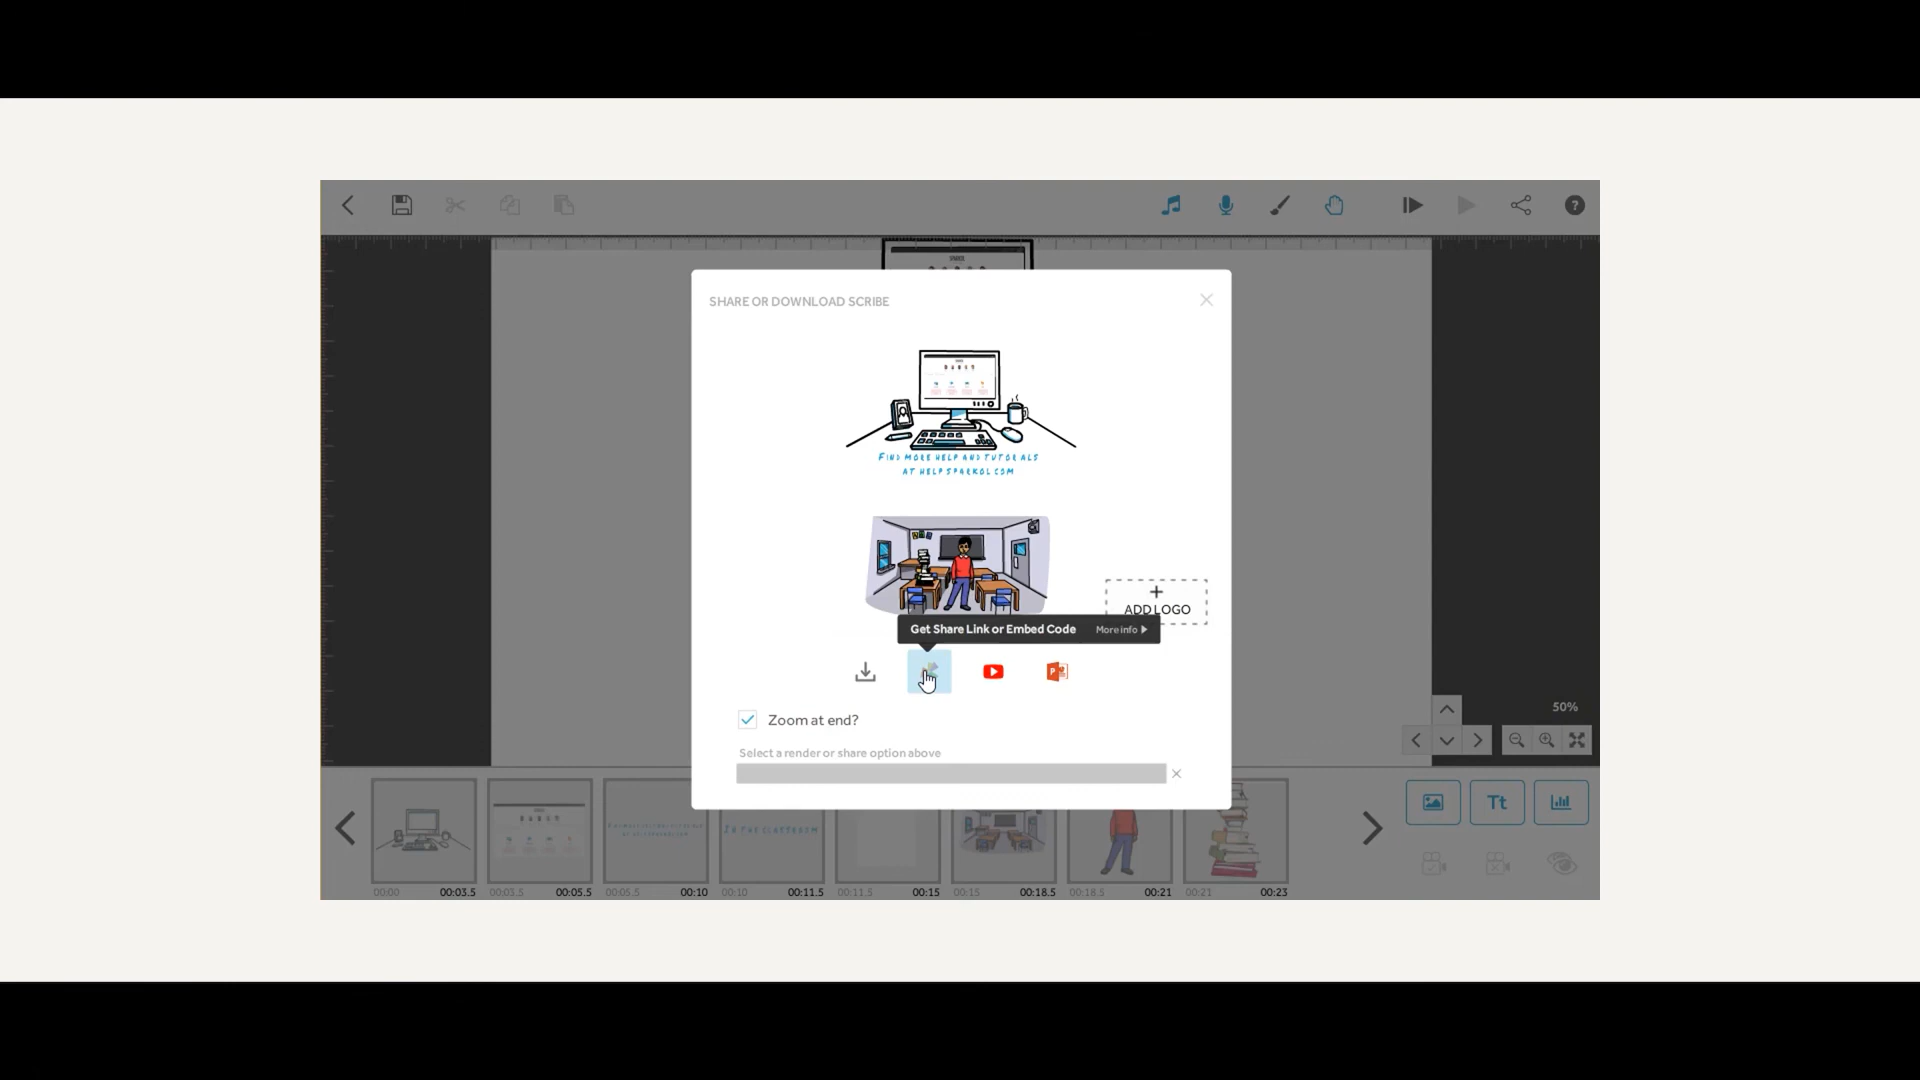 SHARE OR DOWNLOAD SCRIBE
FIND MORE HELP AND TUTORIALS
AT HELP.SPARKOL.COM
+
ADD LOGO
Get Share Link or Embed Code More info
Zoom at end?
Select a render or share option above
50%
Tt
IN THE CLASSROOM
00:00 00:03.5 00:03.5 00:05.5 00:05.5 00:10 00:10 00:11.5 00:11.5 00:15 00:15 00:18.5 00:18.5 00:21 00:21 00:23